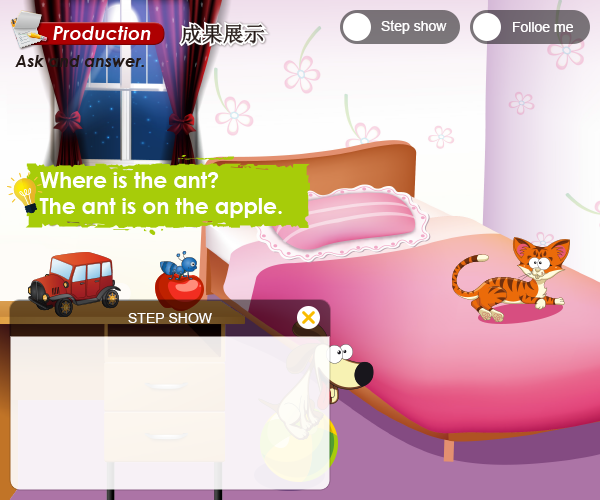 Production 成果展示
Step show
Folloe me
Ask and answer.
Where is the ant?
The ant is on the apple.
STEP SHOW